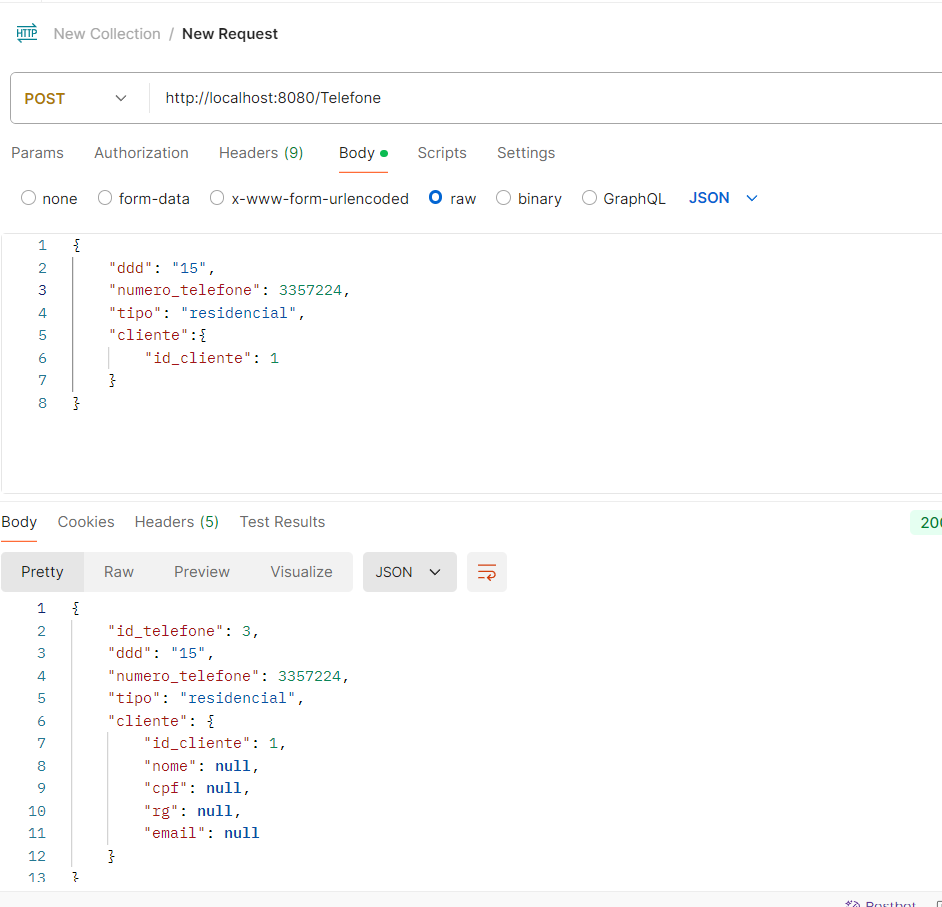 HTTP New Collection / New Request
POST http://localhost:8080/Telefone
Params Authorization Headers (9) Body Scripts Settings
none form-data x-www-form-urlencoded raw binary GraphQL JSON
1 {
2 "ddd": "15",
3 "numero_telefone": 3357224,
4 "tipo": "residencial",
5 "cliente":{
6 "id_cliente": 1
7 }
8 }
Body Cookies Headers (5) Test Results 200
Pretty Raw Preview Visualize JSON
1 {
2 "id_telefone": 3,
3 "ddd": "15",
4 "numero_telefone": 3357224,
5 "tipo": "residencial",
6 "cliente": {
7 "id_cliente": 1,
8 "nome": null,
9 "cpf": null,
10 "rg": null,
11 "email": null
12 }
13 }
Postbot